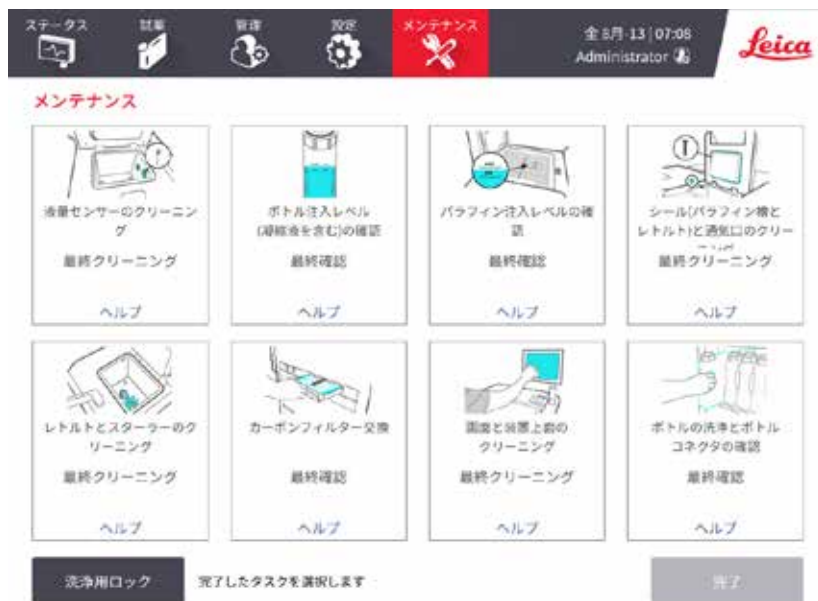 ステータス
試薬
管理
設定
メンテナンス
金 8月-13 | 07:08
Administrator
Leica
メンテナンス
液量センサーのクリーニン
グ
最終クリーニング
ヘルプ
ボトル注入レベル
(凝縮液を含む)の確認
最終確認
ヘルプ
パラフィン注入レベルの確
認
最終確認
ヘルプ
シール(パラフィン槽と
レトルト)と通気口のクリー
最終クリーニング
ヘルプ
レトルトとスターラーのク
リーニング
最終クリーニング
ヘルプ
カーボンフィルター交換
最終確認
ヘルプ
画面と装置上面の
クリーニング
最終クリーニング
ヘルプ
ボトルの洗浄とボトル
コネクタの確認
最終確認
ヘルプ
洗浄用ロック
完了したタスクを選択します
完了